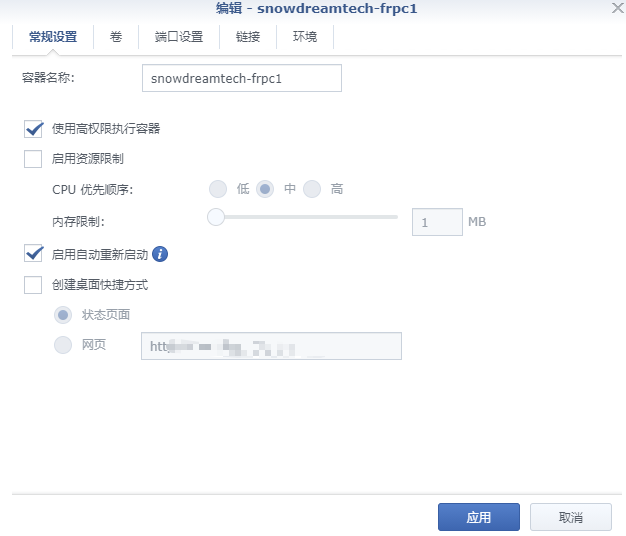 编辑 - snowdreamtech-frpc1
常规设置 卷 端口设置 链接 环境
容器名称: snowdreamtech-frpc1
使用高权限执行容器
启用资源限制
CPU 优先顺序: 低 中 高
内存限制: 1 MB
启用自动重新启动
创建桌面快捷方式
状态页面
网页
应用 取消